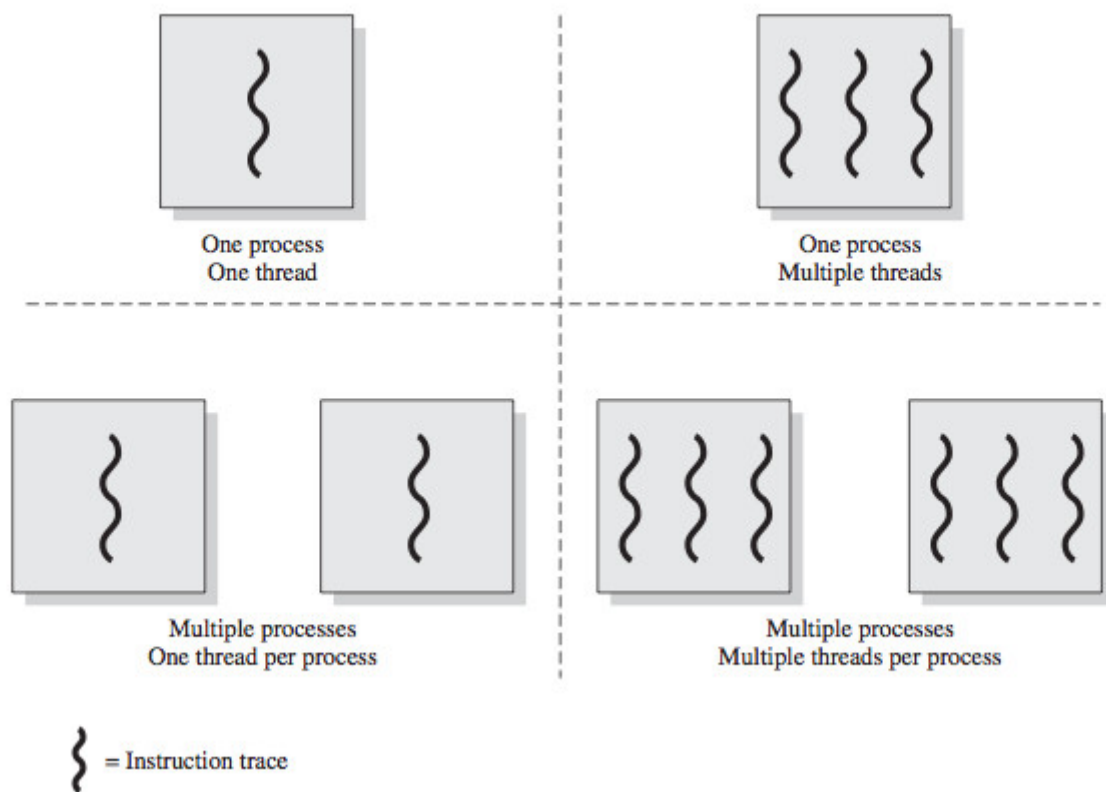 One process
One thread
One process
Multiple threads
Multiple processes
One thread per process
Multiple processes
Multiple threads per process
= Instruction trace